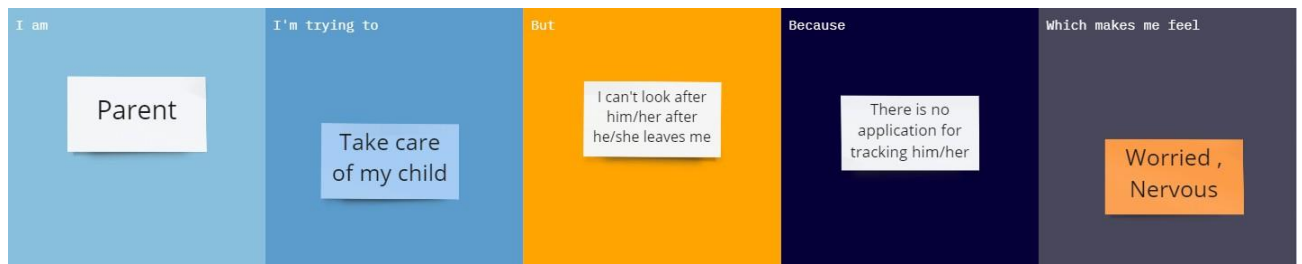 I am
Parent
I'm trying to
Take care
of my child
But
I can't look after
him/her after
he/she leaves me
Because
There is no
application for
tracking him/her
Which makes me feel
Worried ,
Nervous